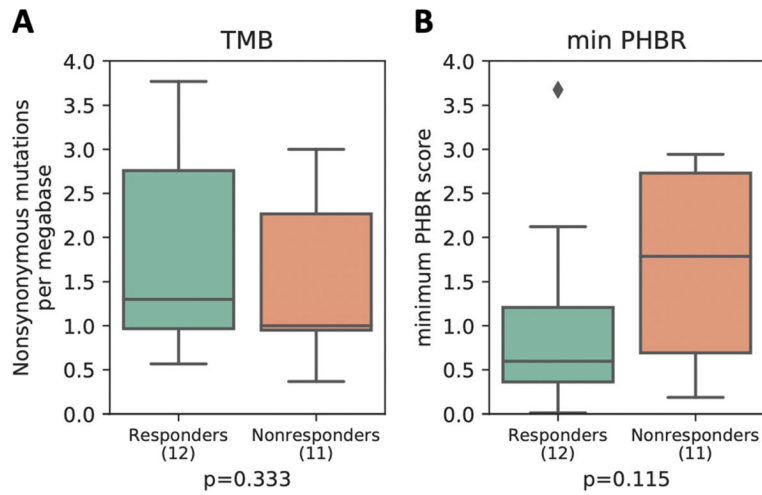 A
TMB
Nonsynonymous mutations
per megabase
4.0
3.5
3.0
2.5
2.0
1.5
1.0
0.5
0.0
Responders
(12)
Nonresponders
(11)
p=0.333
B
min PHBR
minimum PHBR score
4.0
3.5
3.0
2.5
2.0
1.5
1.0
0.5
0.0
Responders
(12)
Nonresponders
(11)
p=0.115